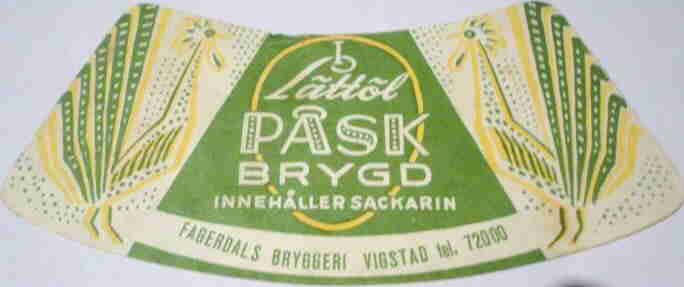 Lättöl
PÅSK
BRYGD
INNEHÅLLER SACKARIN
FAGERDALS BRYGGERI VIGSTAD tel. 72000